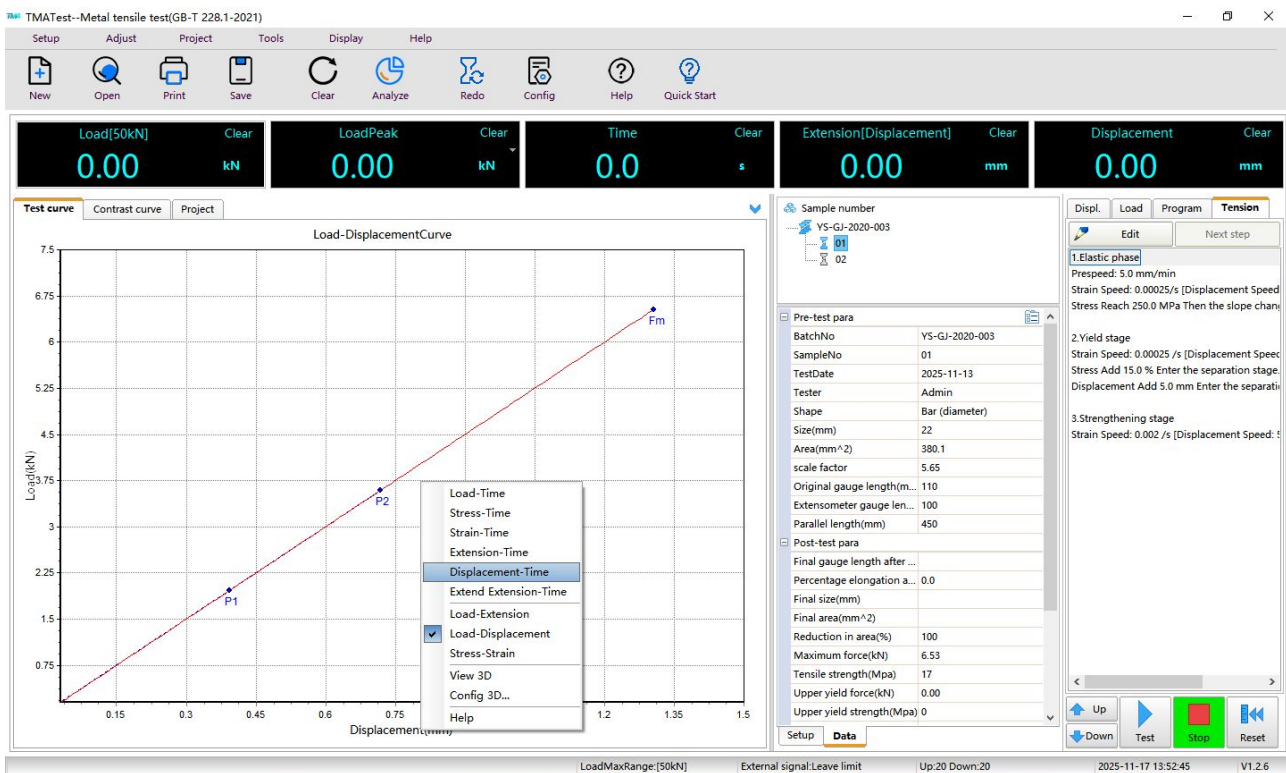 TMATest--Metal tensile test(GB-T 228.1-2021)
Setup Adjust Project Tools Display Help
New Open Print Save Clear Analyze Redo Config Help Quick Start
Load[50kN] Clear
0.00 kN
LoadPeak Clear
0.00 kN
Time Clear
0.0 s
Extension[Displacement] Clear
0.00 mm
Displacement Clear
0.00 mm
Test curve Contrast curve Project
Load-DisplacementCurve
Load(kN)
7.5
6.75
6
5.25
4.5
3.75
3
2.25
1.5
0.75
Fm
P2
P1
0.15 0.3 0.45 0.6 0.75 1.2 1.35 1.5
Displacement(mm)
Load-Time
Stress-Time
Strain-Time
Extension-Time
Displacement-Time
Extend Extension-Time
Load-Extension
Load-Displacement
Stress-Strain
View 3D
Config 3D...
Help
Sample number
YS-GJ-2020-003
01
02
Pre-test para
BatchNo YS-GJ-2020-003
SampleNo 01
TestDate 2025-11-13
Tester Admin
Shape Bar (diameter)
Size(mm) 22
Area(mm^2) 380.1
scale factor 5.65
Original gauge length(m... 110
Extensometer gauge len... 100
Parallel length(mm) 450
Post-test para
Final gauge length after ...
Percentage elongation a... 0.0
Final size(mm)
Final area(mm^2)
Reduction in area(%) 100
Maximum force(kN) 6.53
Tensile strength(Mpa) 17
Upper yield force(kN) 0.00
Upper yield strength(Mpa) 0
Setup Data
Displ. Load Program Tension
Edit Next step
1.Elastic phase
Prespeed: 5.0 mm/min
Strain Speed: 0.00025/s [Displacement Speed
Stress Reach 250.0 MPa Then the slope chan
2.Yield stage
Strain Speed: 0.00025 /s [Displacement Speed
Stress Add 15.0 % Enter the separation stage.
Displacement Add 5.0 mm Enter the separati
3.Strengthening stage
Strain Speed: 0.002 /s [Displacement Speed:
Up
Down
Test
Stop
Reset
LoadMaxRange:[50kN] External signal:Leave limit Up:20 Down:20 2025-11-17 13:52:45 V1.2.6